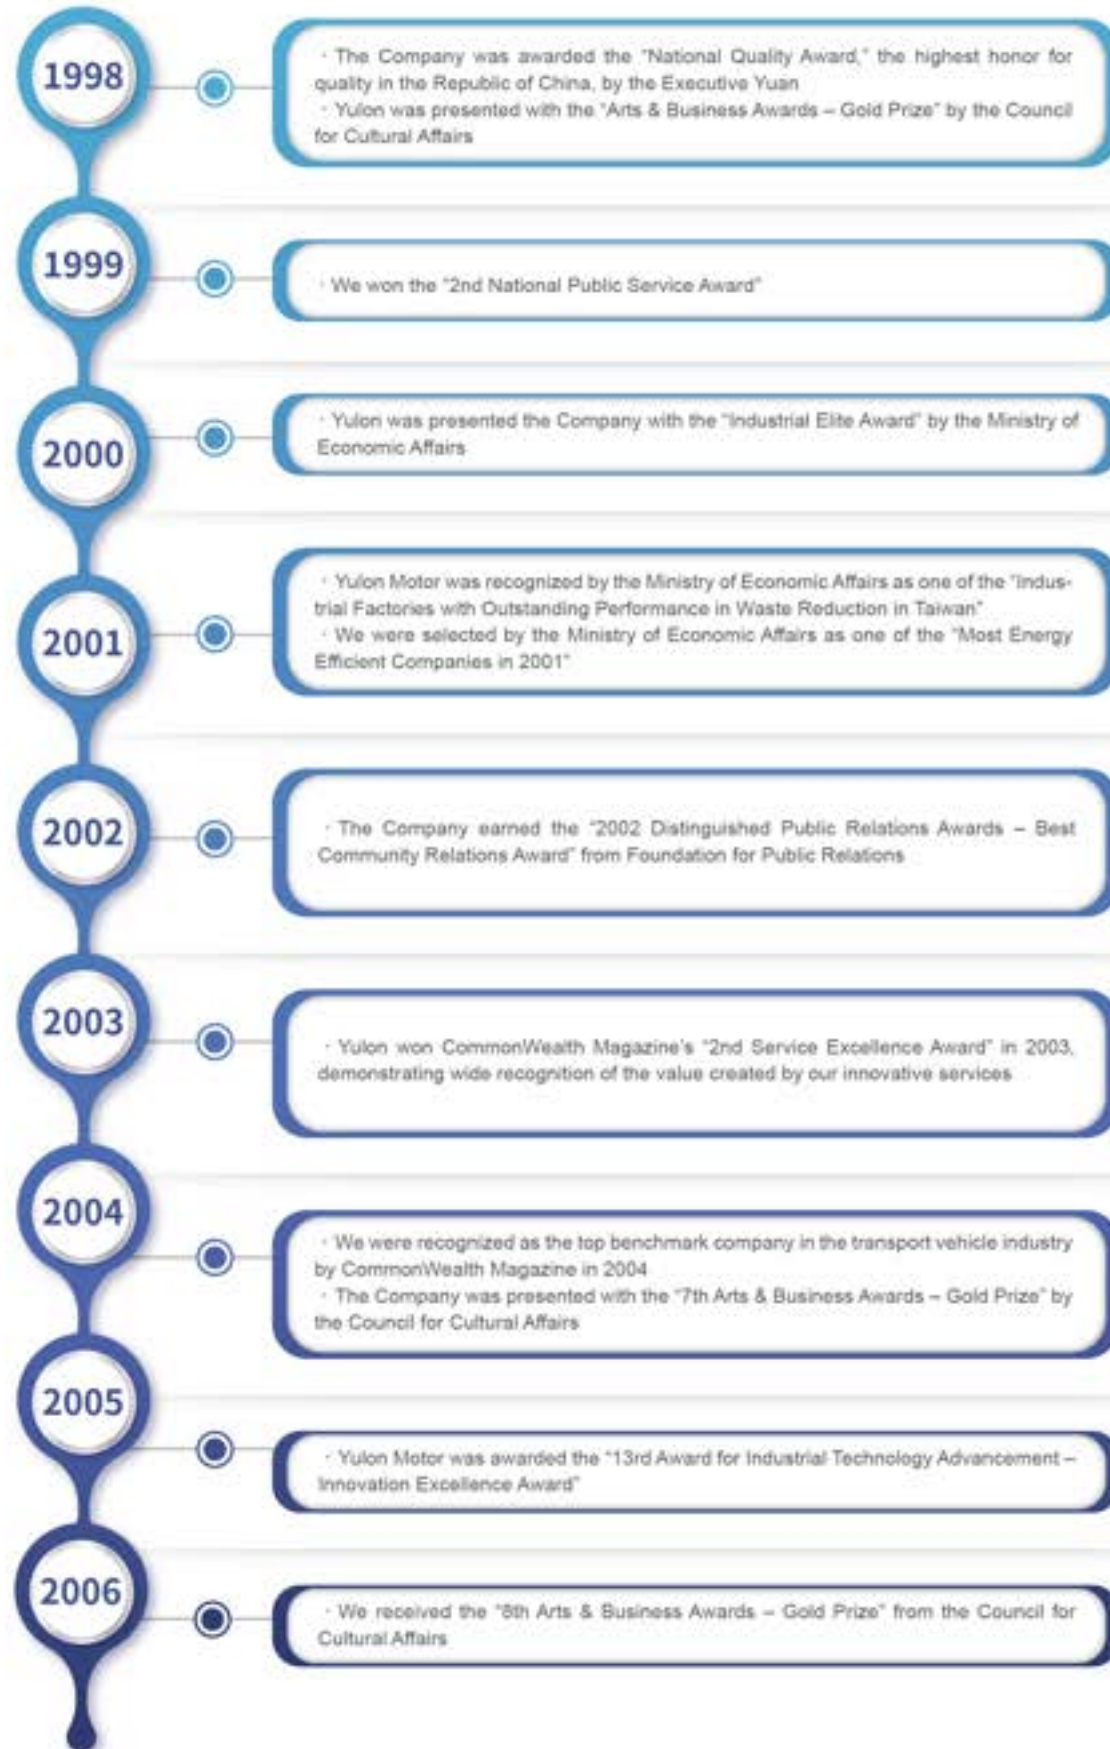 1998
· The Company was awarded the "National Quality Award," the highest honor for
quality in the Republic of China, by the Executive Yuan
· Yulon was presented with the "Arts & Business Awards – Gold Prize" by the Council
for Cultural Affairs
1999
· We won the "2nd National Public Service Award"
2000
· Yulon was presented the Company with the "Industrial Elite Award" by the Ministry of
Economic Affairs
2001
· Yulon Motor was recognized by the Ministry of Economic Affairs as one of the "Indus-
trial Factories with Outstanding Performance in Waste Reduction in Taiwan"
· We were selected by the Ministry of Economic Affairs as one of the "Most Energy
Efficient Companies in 2001"
2002
· The Company earned the "2002 Distinguished Public Relations Awards – Best
Community Relations Award" from Foundation for Public Relations
2003
· Yulon won CommonWealth Magazine's "2nd Service Excellence Award" in 2003,
demonstrating wide recognition of the value created by our innovative services
2004
· We were recognized as the top benchmark company in the transport vehicle industry
by CommonWealth Magazine in 2004
· The Company was presented with the "7th Arts & Business Awards – Gold Prize" by
the Council for Cultural Affairs
2005
· Yulon Motor was awarded the "13rd Award for Industrial Technology Advancement –
Innovation Excellence Award"
2006
· We received the "8th Arts & Business Awards – Gold Prize" from the Council for
Cultural Affairs